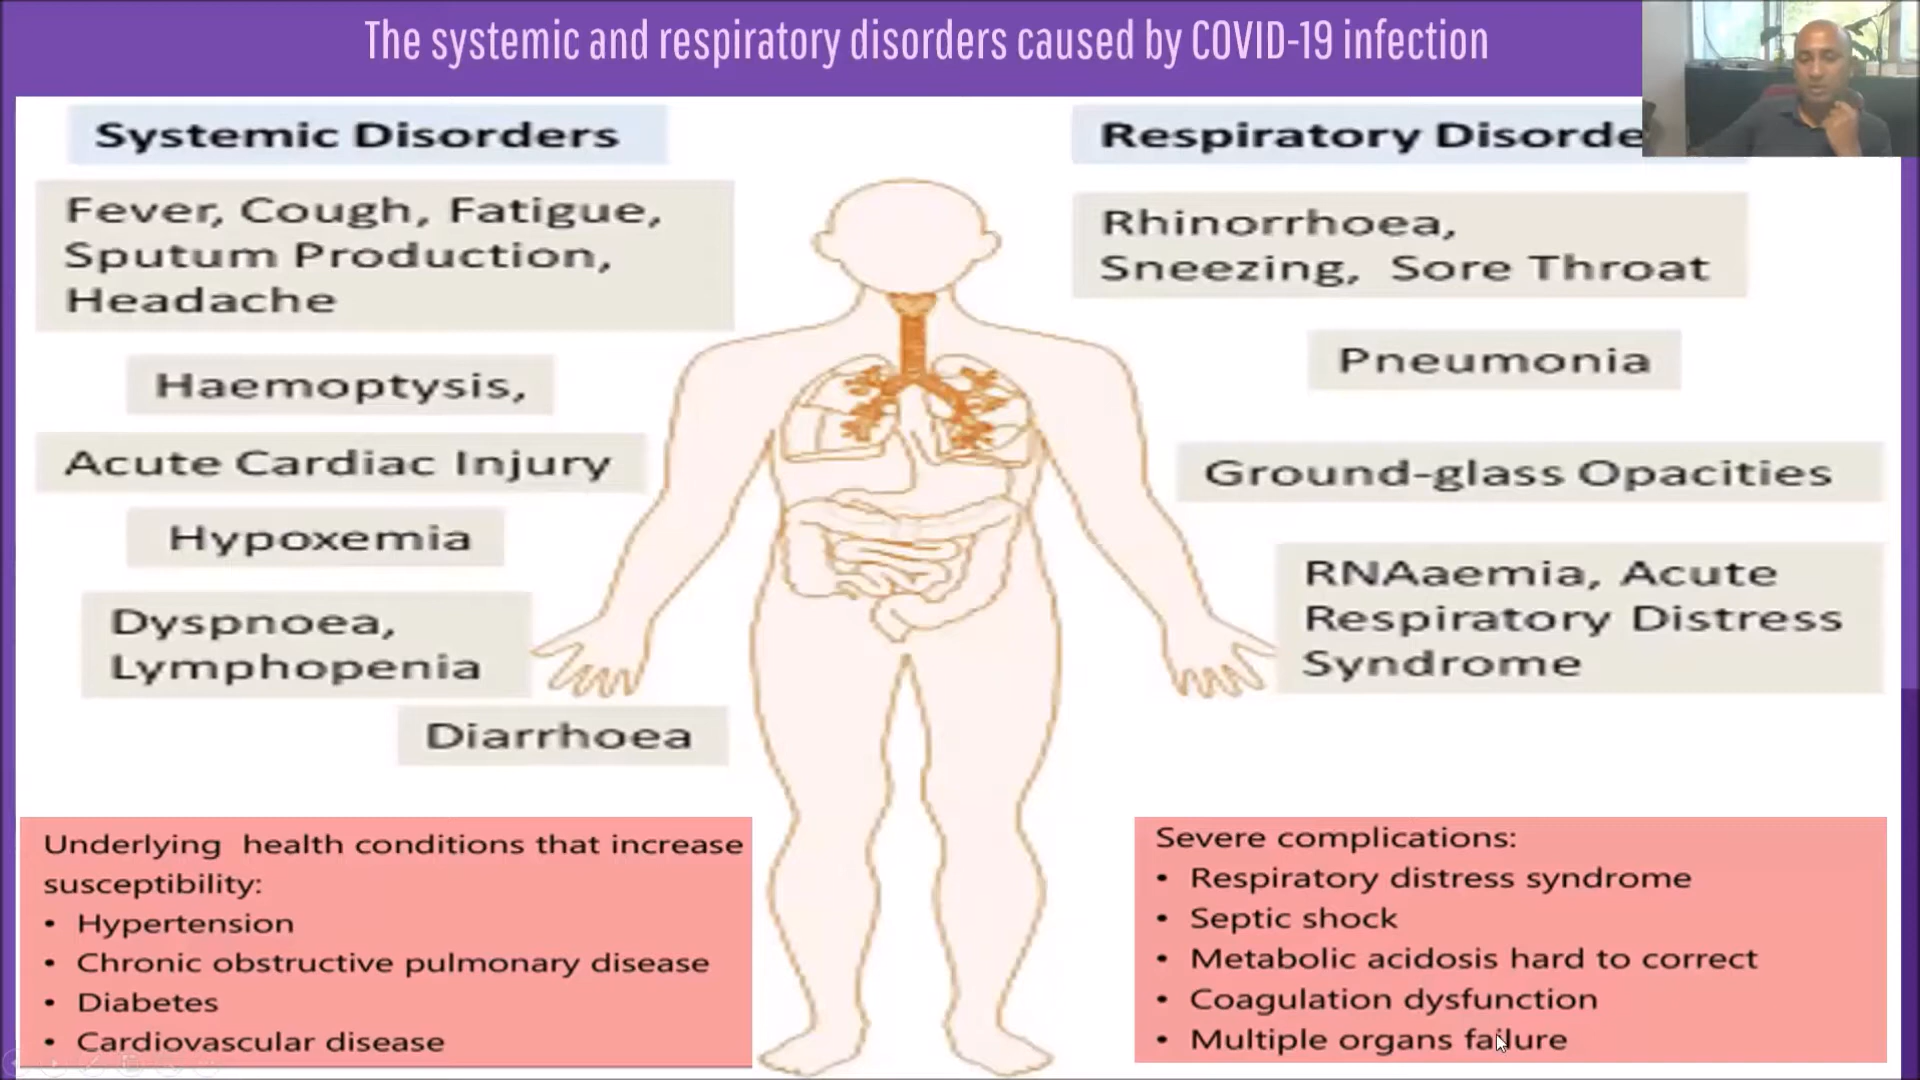 The systemic and respiratory disorders caused by COVID-19 infection
Systemic Disorders
Fever, Cough, Fatigue,
Sputum Production,
Headache
Haemoptysis,
Acute Cardiac Injury
Hypoxemia
Dyspnoea,
Lymphopenia
Diarrhoea
Underlying health conditions that increase
susceptibility:
• Hypertension
• Chronic obstructive pulmonary disease
• Diabetes
• Cardiovascular disease
Respiratory Disorde
Rhinorrhoea,
Sneezing, Sore Throat
Pneumonia
Ground-glass Opacities
RNAaemia, Acute
Respiratory Distress
Syndrome
Severe complications:
• Respiratory distress syndrome
• Septic shock
• Metabolic acidosis hard to correct
• Coagulation dysfunction
• Multiple organs failure